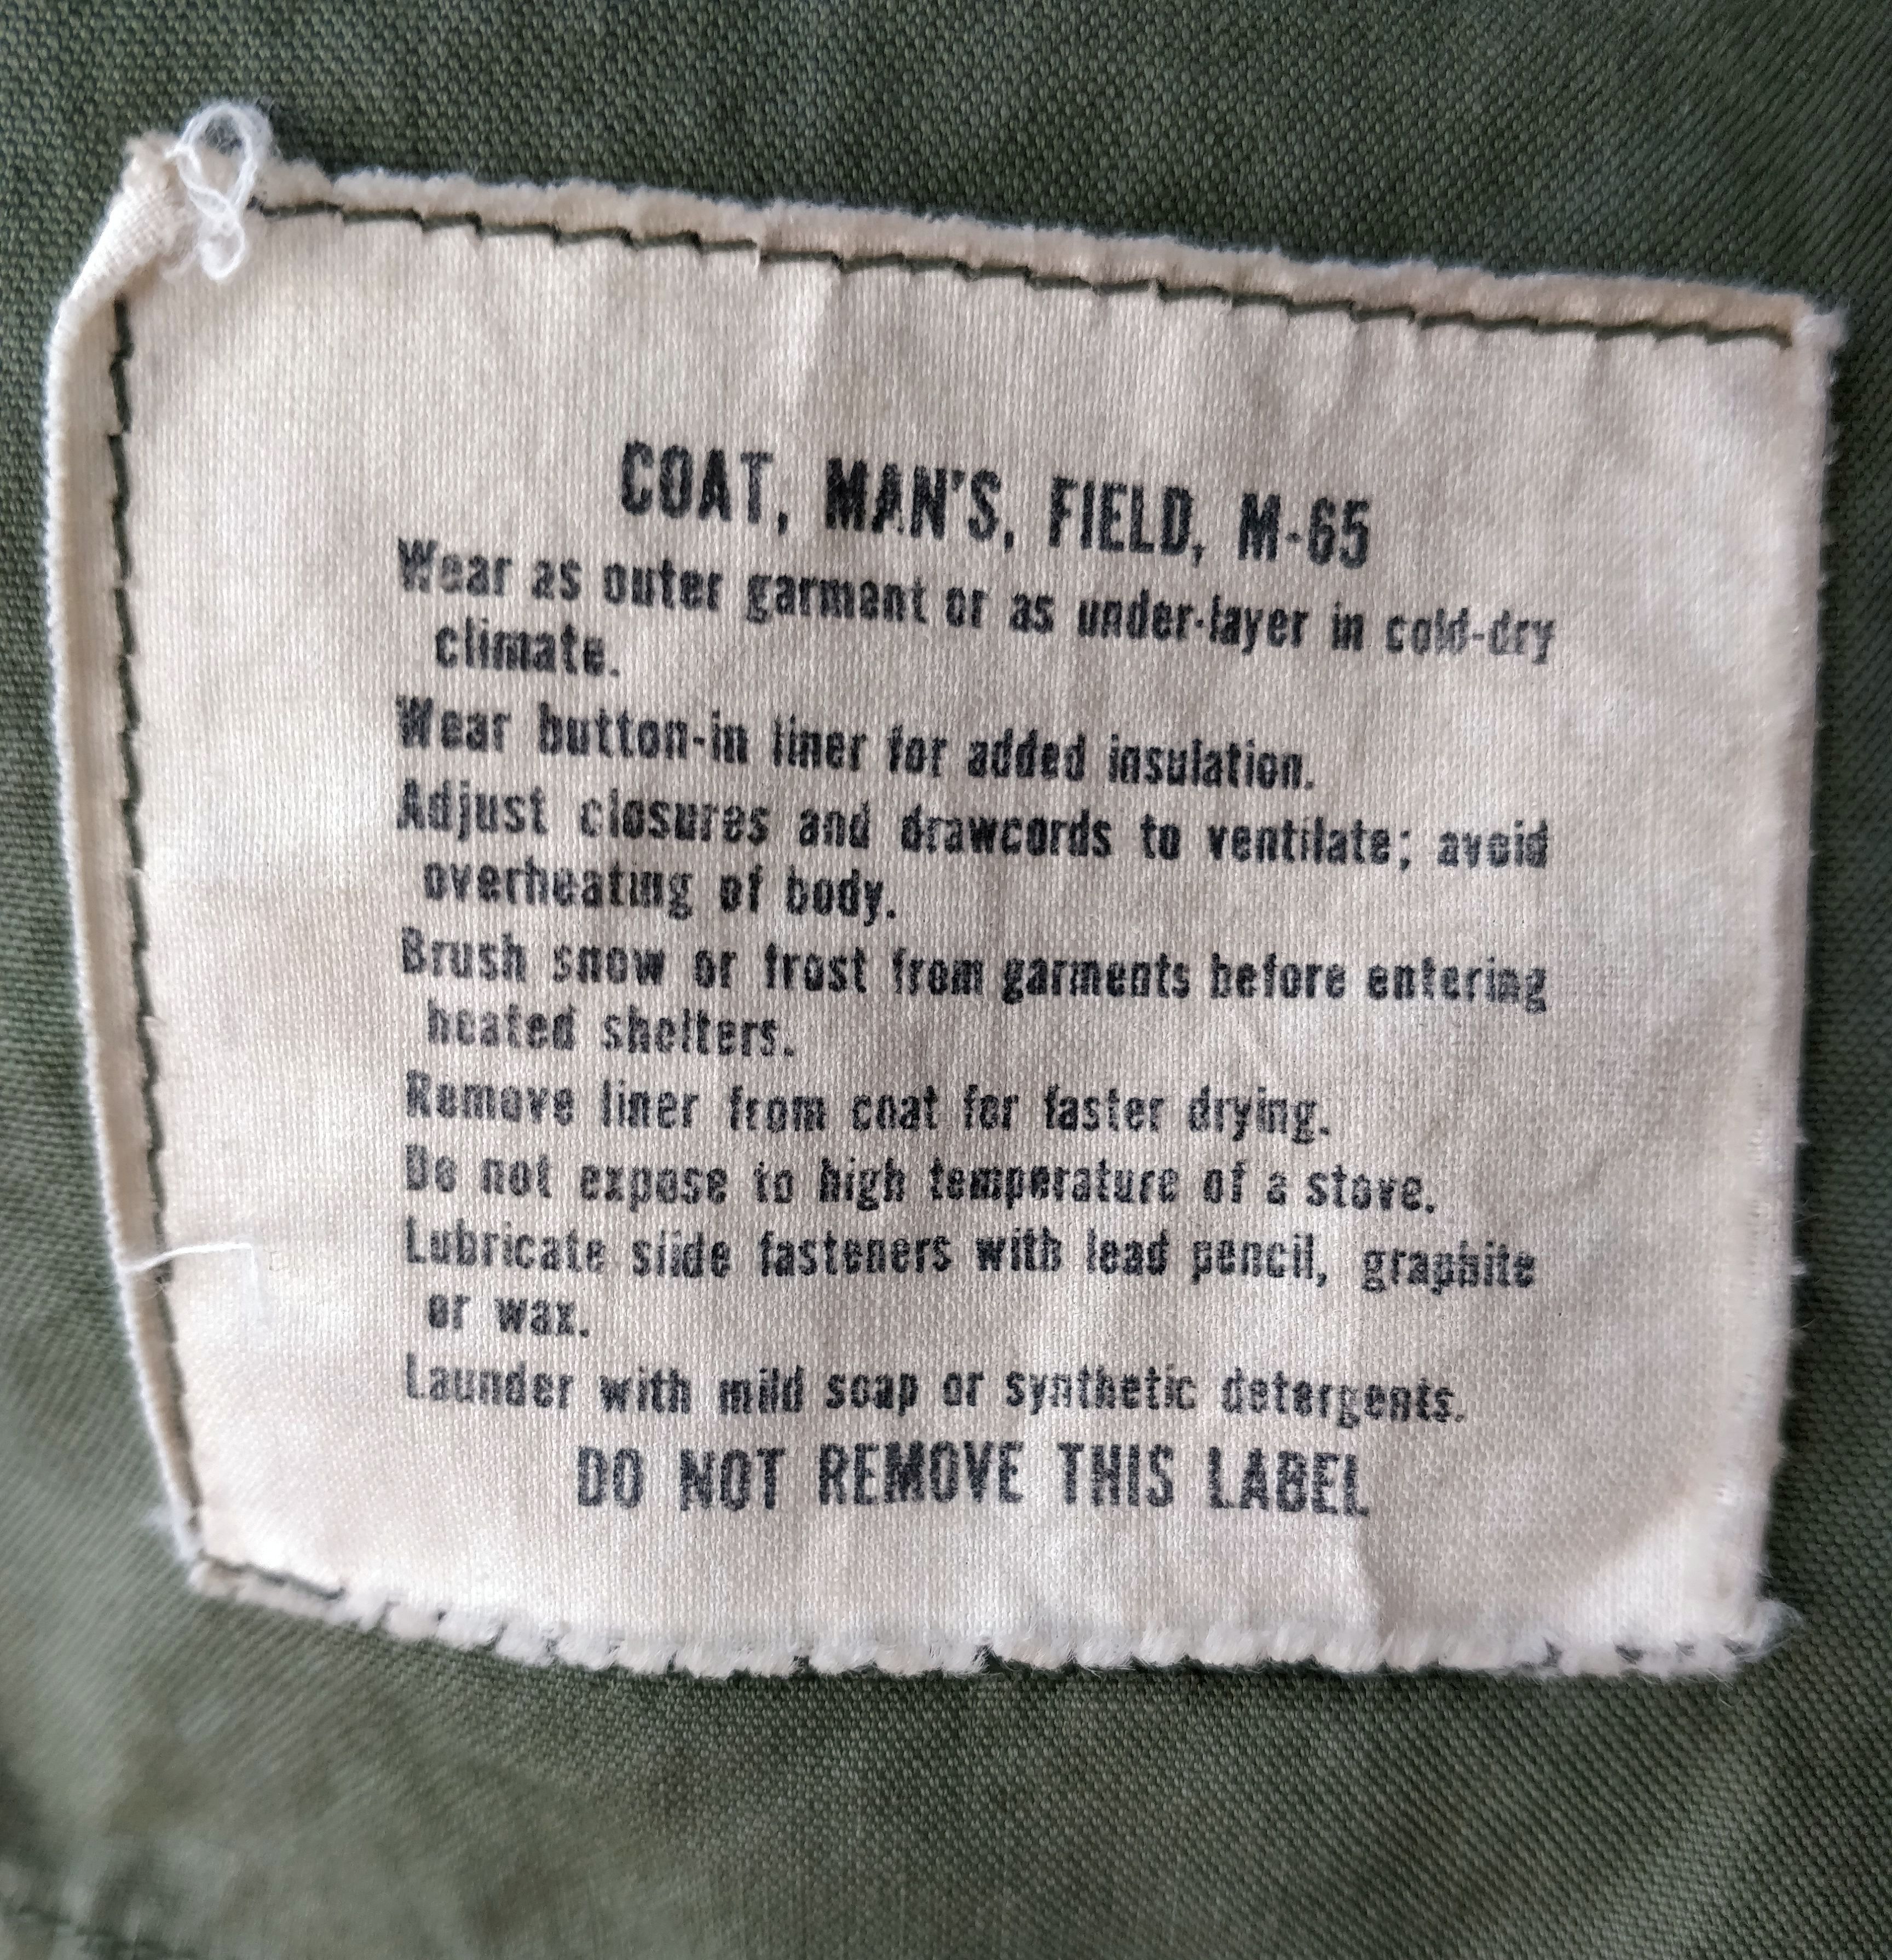 COAT, MAN'S, FIELD, M-65
Wear as outer garment or as under-layer in cold-dry
climate.
Wear button-in liner for added insulation.
Adjust closures and drawcords to ventilate; avoid
overheating of body.
Brush snow or frost from garments before entering
heated shelters.
Remove liner from coat for faster drying.
Do not expose to high temperature of a stove.
Lubricate slide fasteners with lead pencil, graphite
or wax.
Launder with mild soap or synthetic detergents.
DO NOT REMOVE THIS LABEL